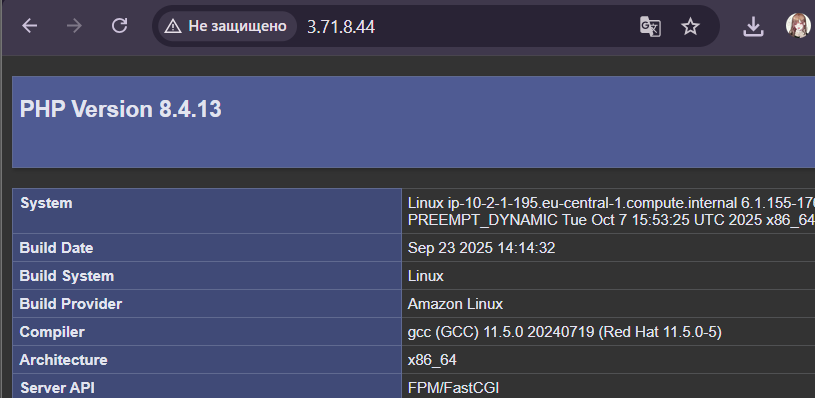 Не защищено 3.71.8.44
PHP Version 8.4.13
System Linux ip-10-2-1-195.eu-central-1.compute.internal 6.1.155-17
PREEMPT_DYNAMIC Tue Oct 7 15:53:25 UTC 2025 x86_64
Build Date Sep 23 2025 14:14:32
Build System Linux
Build Provider Amazon Linux
Compiler gcc (GCC) 11.5.0 20240719 (Red Hat 11.5.0-5)
Architecture x86_64
Server API FPM/FastCGI